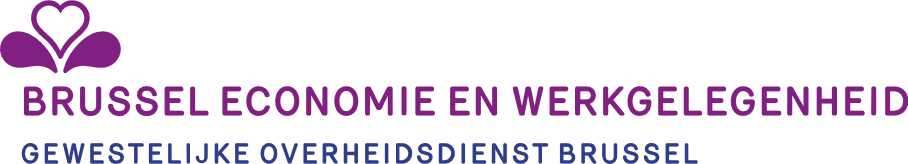 BRUSSEL ECONOMIE EN WERKGELEGENHEID
GEWESTELIJKE OVERHEIDSDIENST BRUSSEL